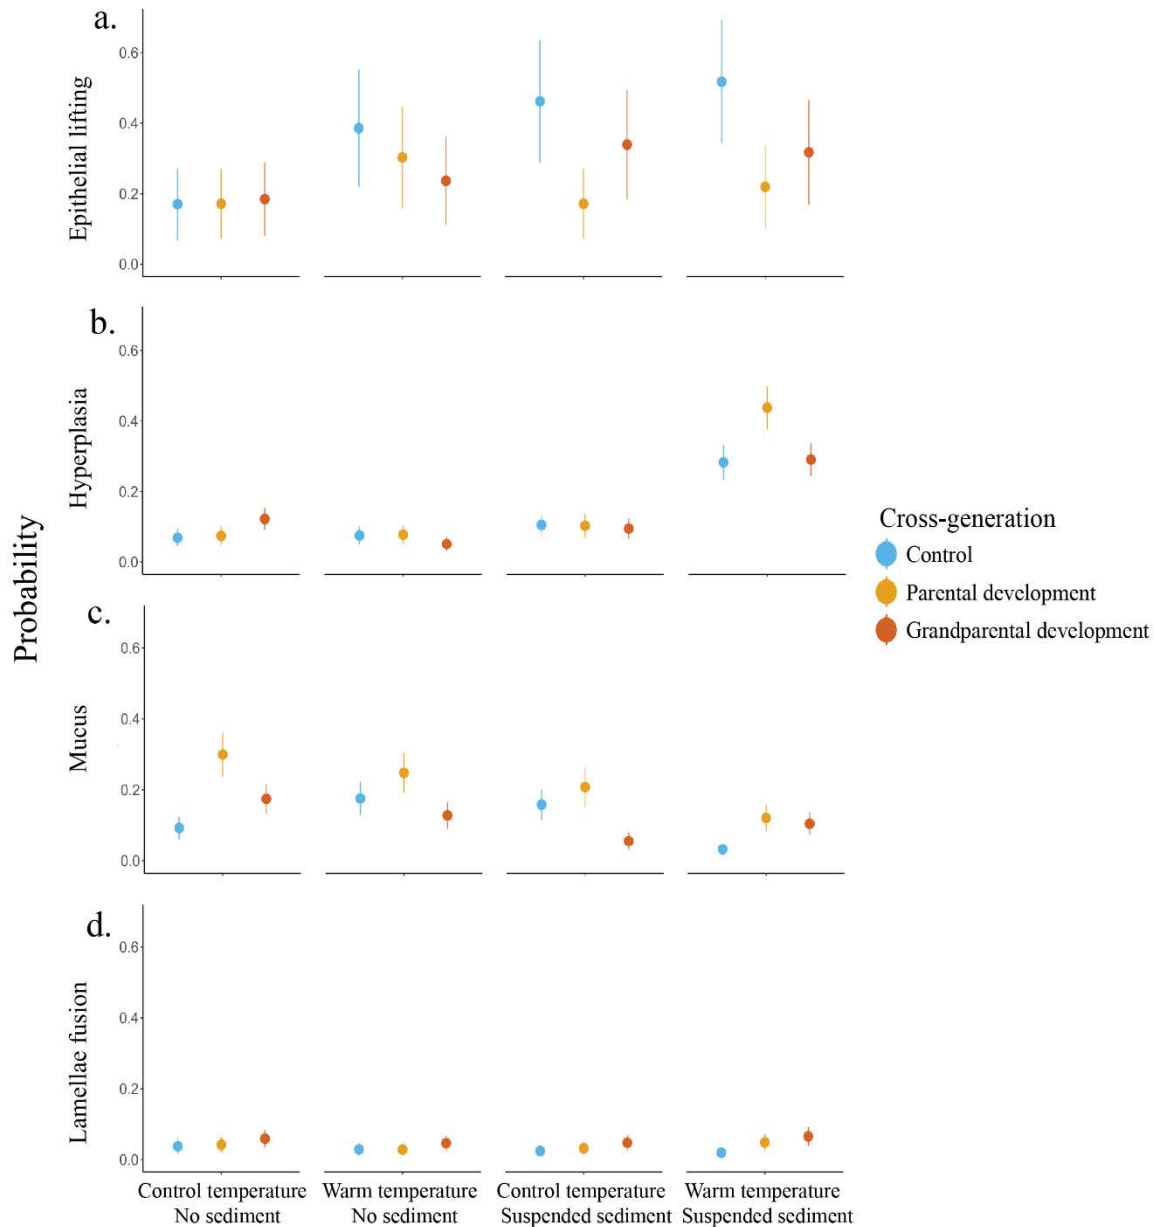 a.
Epithelial lifting
0.6
0.4
0.2
0.0
b.
Hyperplasia
0.6
0.4
0.2
0.0
Probability
Cross-generation
Control
Parental development
Grandparental development
c.
Mucus
0.6
0.4
0.2
0.0
d.
Lamellae fusion
0.6
0.4
0.2
0.0
Control temperature
No sediment
Warm temperature
No sediment
Control temperature
Suspended sediment
Warm temperature
Suspended sediment